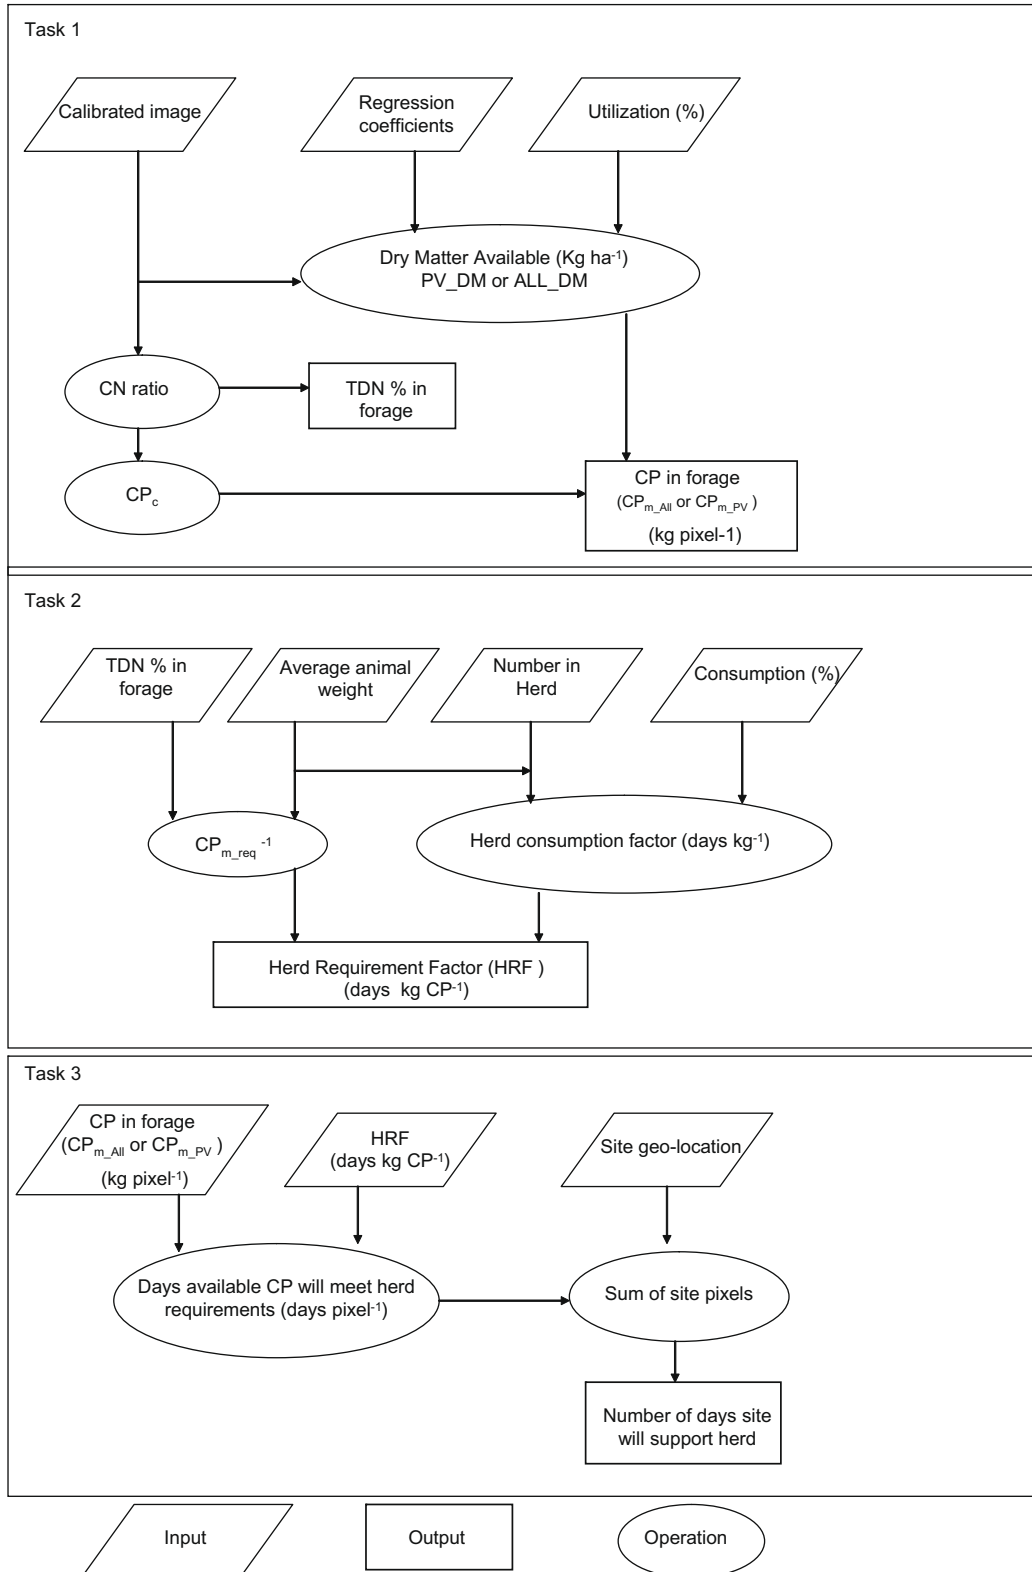 Task 1
Calibrated image
Regression
coefficients
Utilization (%)
Dry Matter Available (Kg ha⁻¹)
PV_DM or ALL_DM
CN ratio
TDN % in
forage
CPc
CP in forage
(CPm_All or CPm_PV )
(kg pixel-1)
Task 2
TDN % in
forage
Average animal
weight
Number in
Herd
Consumption (%)
CPm_req ⁻¹
Herd consumption factor (days kg⁻¹)
Herd Requirement Factor (HRF )
(days kg CP⁻¹)
Task 3
CP in forage
(CPm_All or CPm_PV )
(kg pixel⁻¹)
HRF
(days kg CP⁻¹)
Site geo-location
Days available CP will meet herd
requirements (days pixel⁻¹)
Sum of site pixels
Number of days site
will support herd
Input
Output
Operation